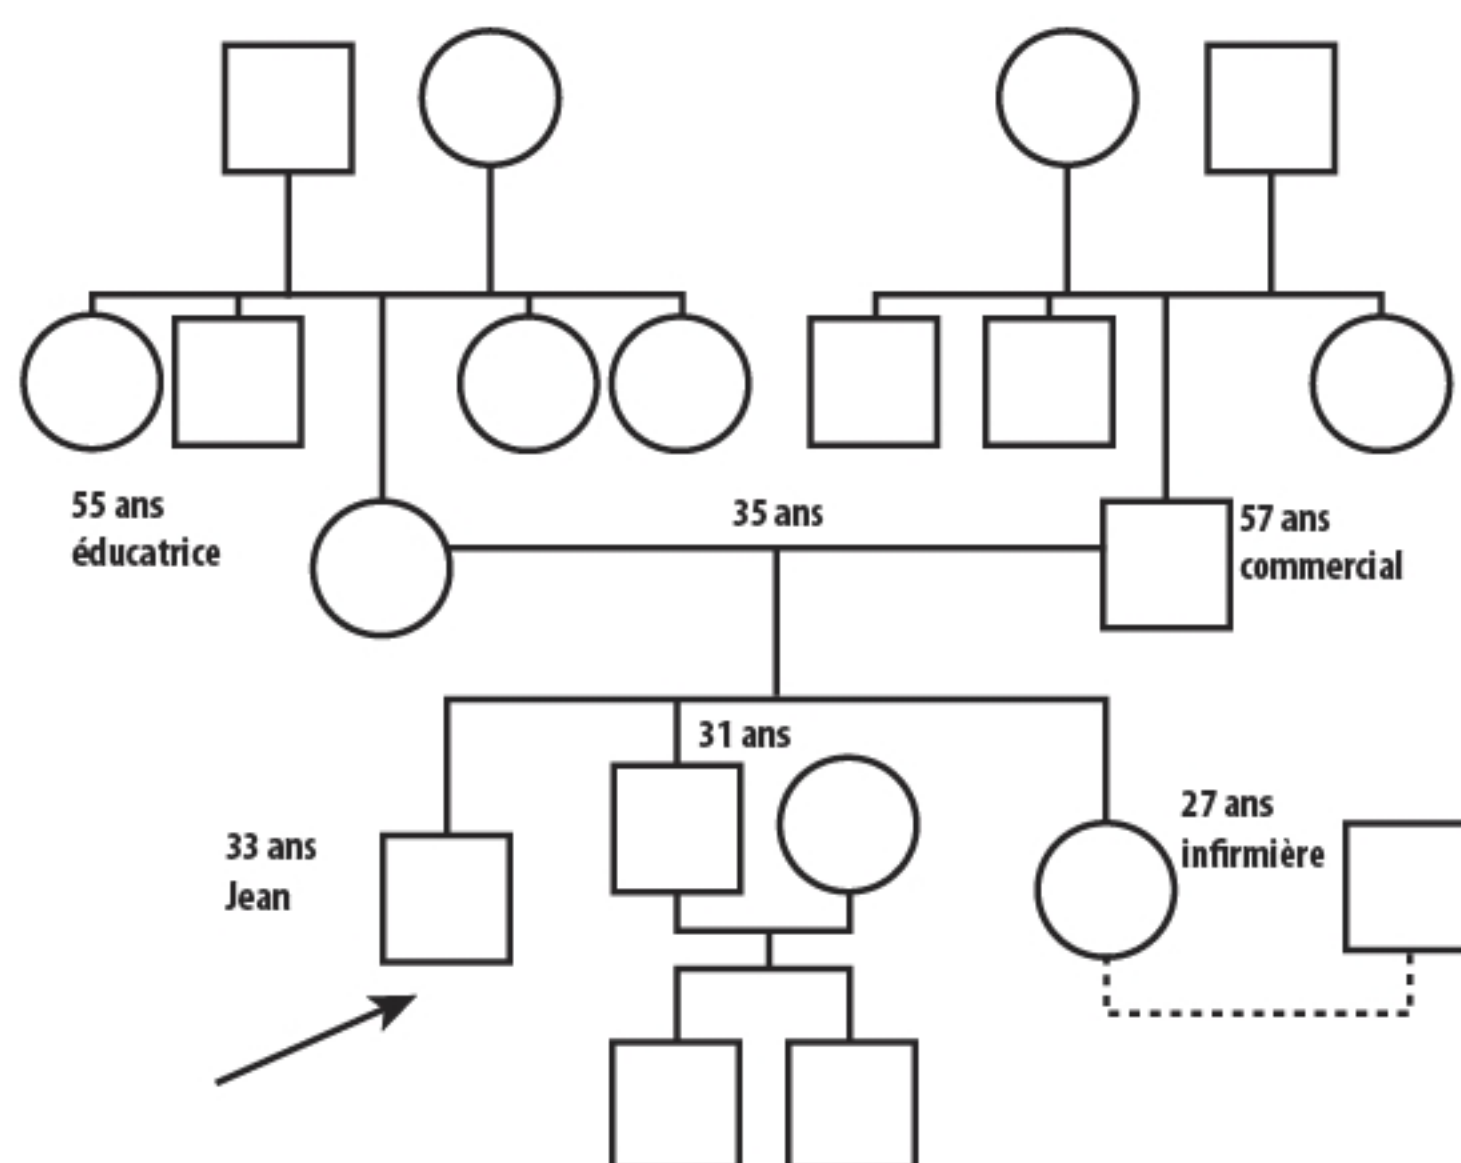 55 ans
éducatrice
35 ans
57 ans
commercial
31 ans
33 ans
Jean
27 ans
infirmière